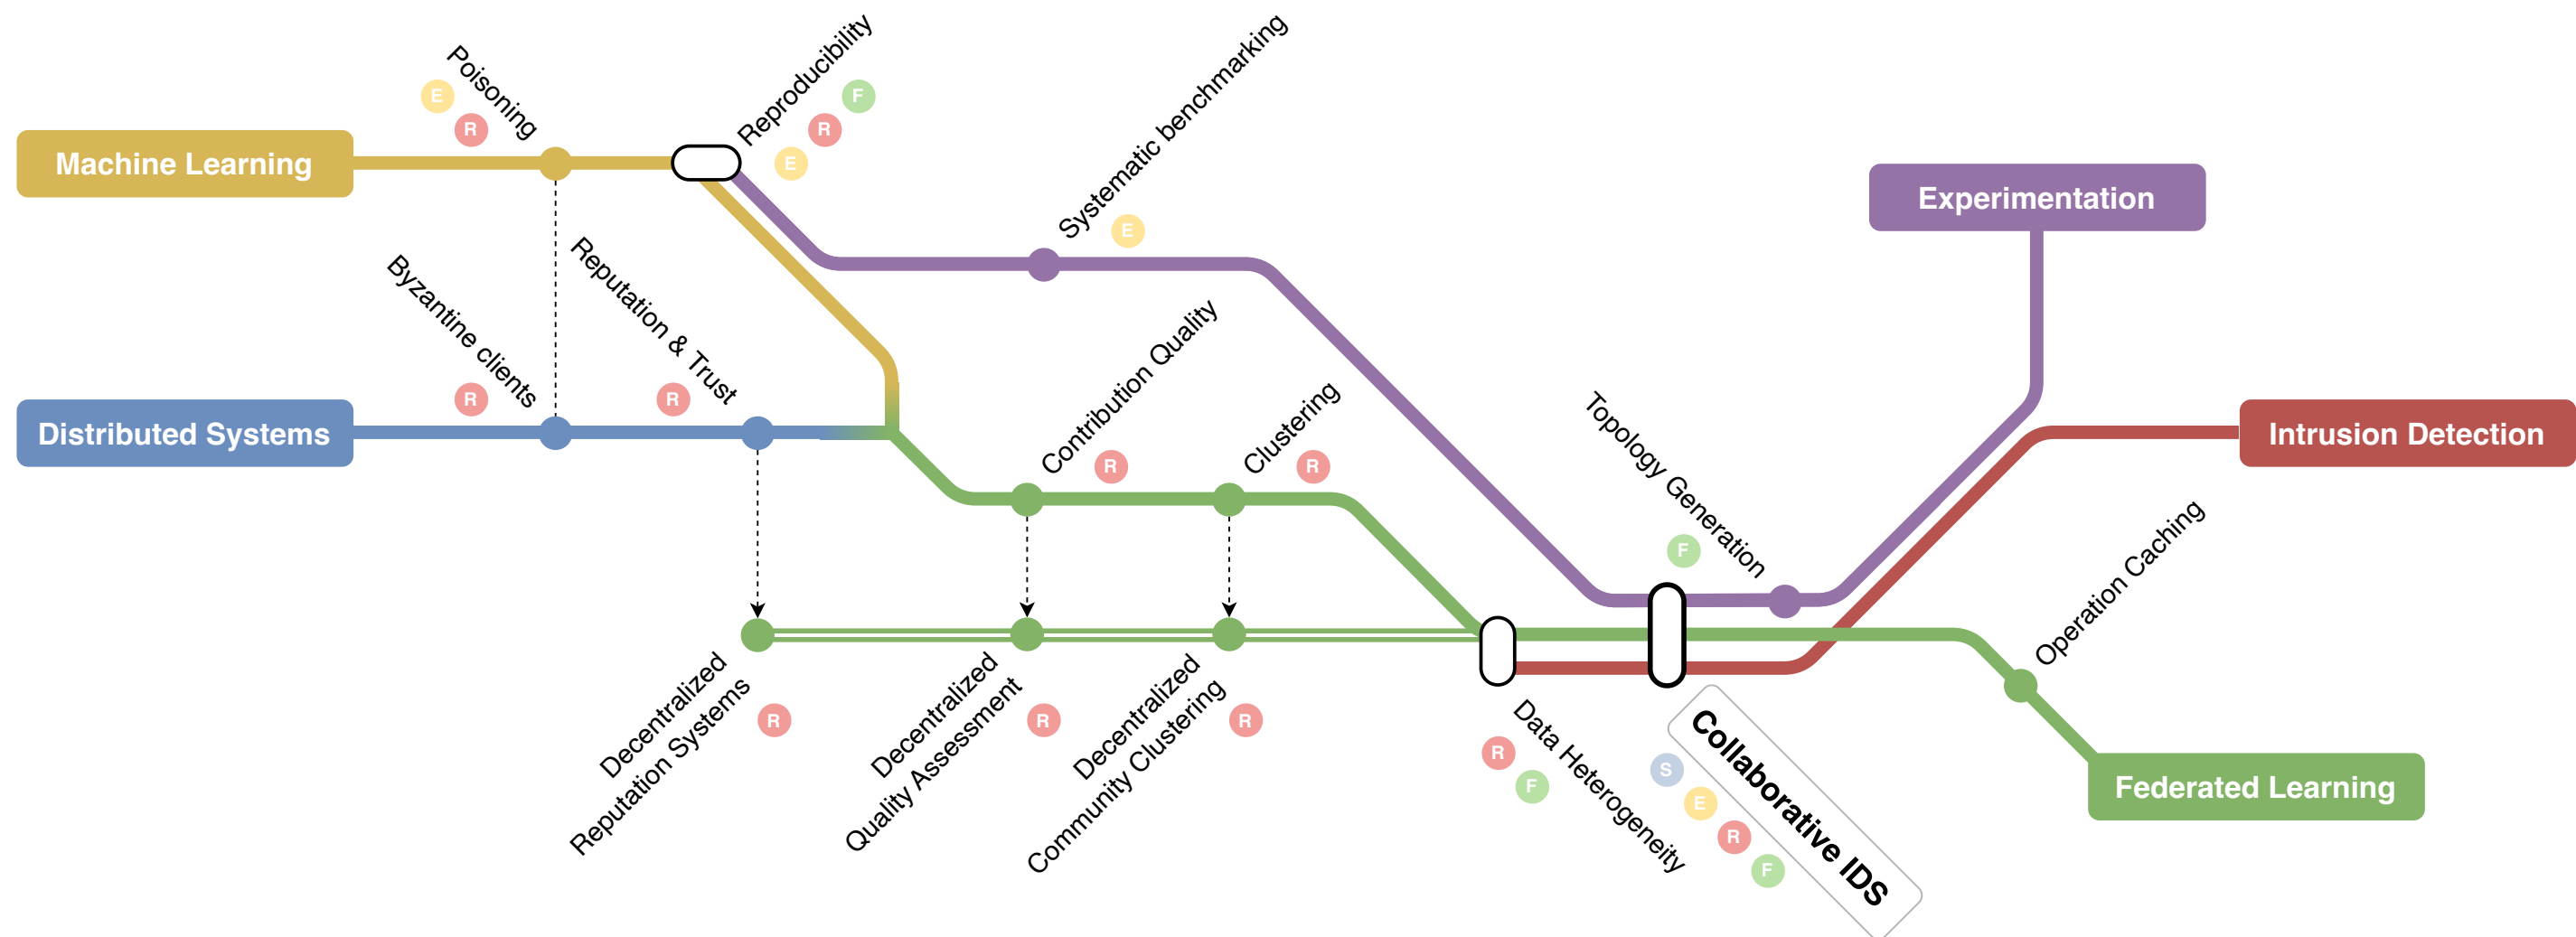 Poisoning
E
R
Reproducibility
F
R
E
Machine Learning
Systematic benchmarking
E
Experimentation
Byzantine clients
R
Reputation & Trust
R
Distributed Systems
Contribution Quality
R
Clustering
R
Topology Generation
F
Intrusion Detection
Operation Caching
Decentralized
Reputation Systems
R
Decentralized
Quality Assessment
R
Decentralized
Community Clustering
R
Data Heterogeneity
R
F
Collaborative IDS
S
E
R
F
Federated Learning